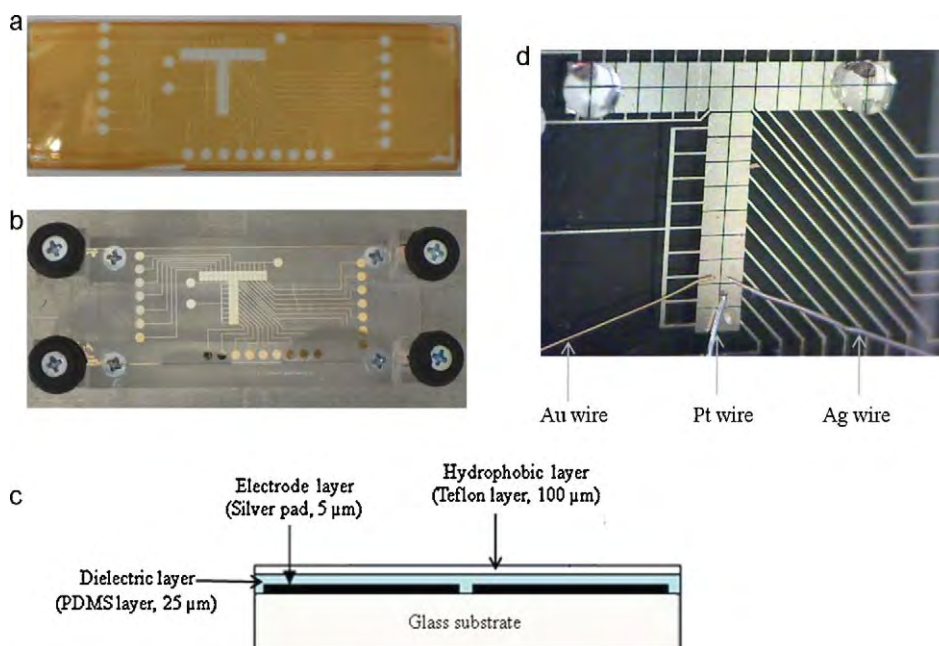 a
b
d
Au wire
Pt wire
Ag wire
c
Electrode layer
(Silver pad, 5 μm)
Hydrophobic layer
(Teflon layer, 100 μm)
Dielectric layer
(PDMS layer, 25 μm)
Glass substrate